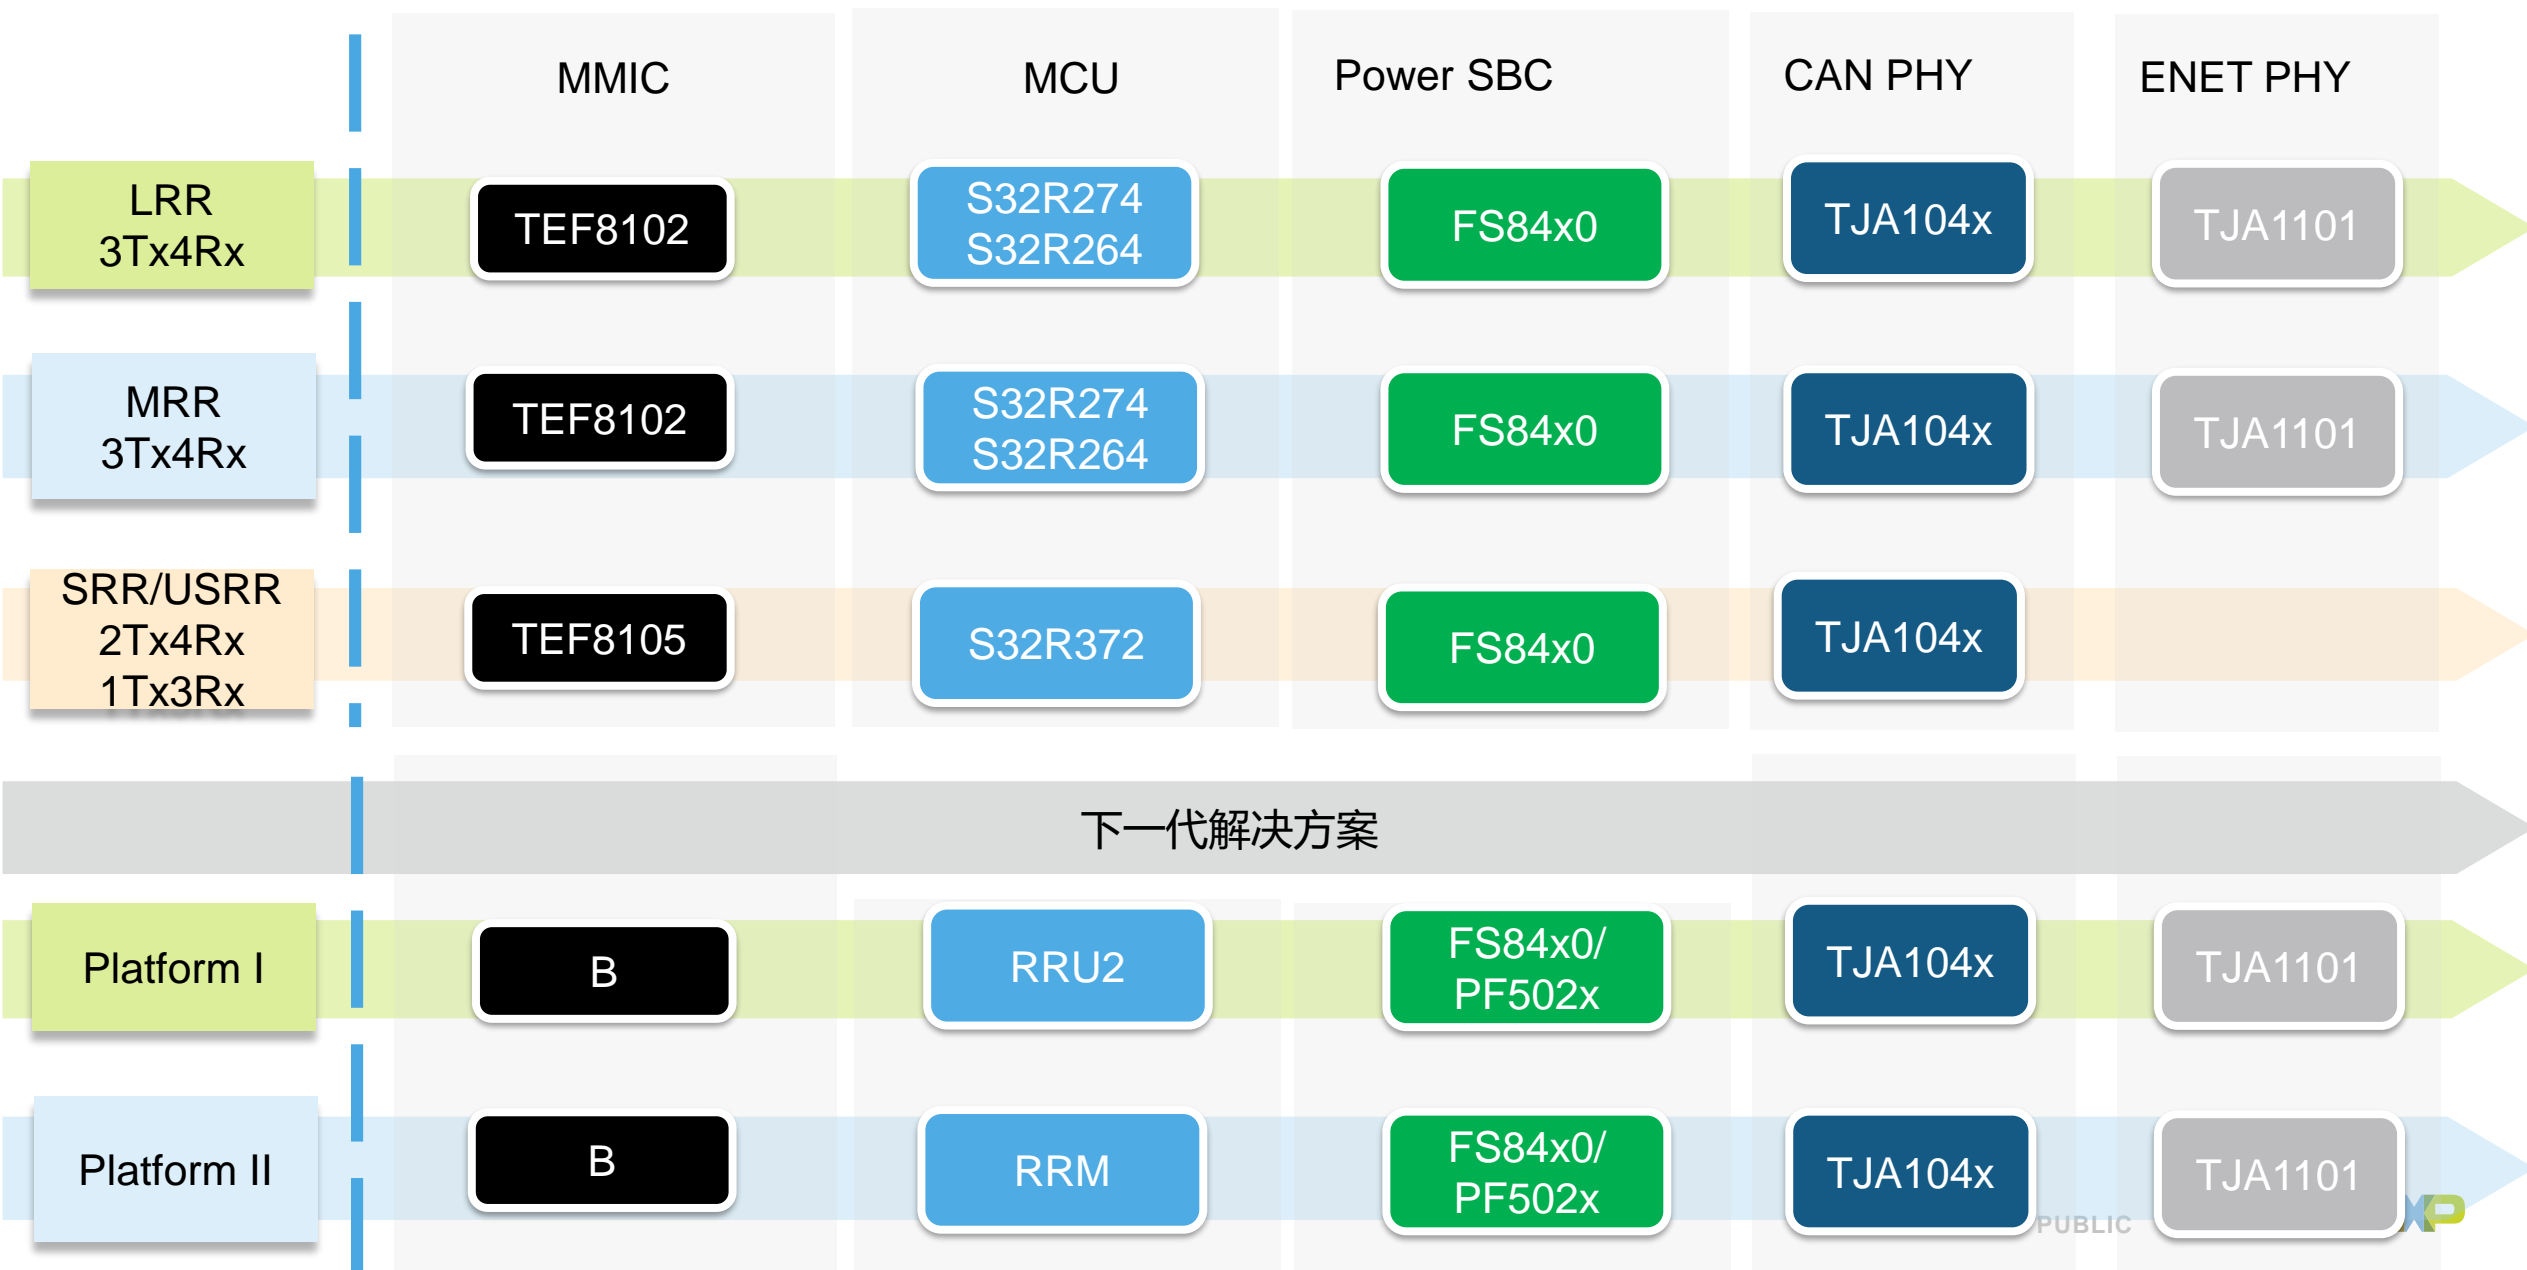 MMIC
MCU
Power SBC
CAN PHY
ENET PHY
LRR
3Tx4Rx
TEF8102
S32R274
S32R264
FS84x0
TJA104x
TJA1101
MRR
3Tx4Rx
TEF8102
S32R274
S32R264
FS84x0
TJA104x
TJA1101
SRR/USRR
2Tx4Rx
1Tx3Rx
TEF8105
S32R372
FS84x0
TJA104x
下一代解决方案
Platform I
B
RRU2
FS84x0/
PF502x
TJA104x
TJA1101
Platform II
B
RRM
FS84x0/
PF502x
TJA104x
TJA1101
PUBLIC
XP